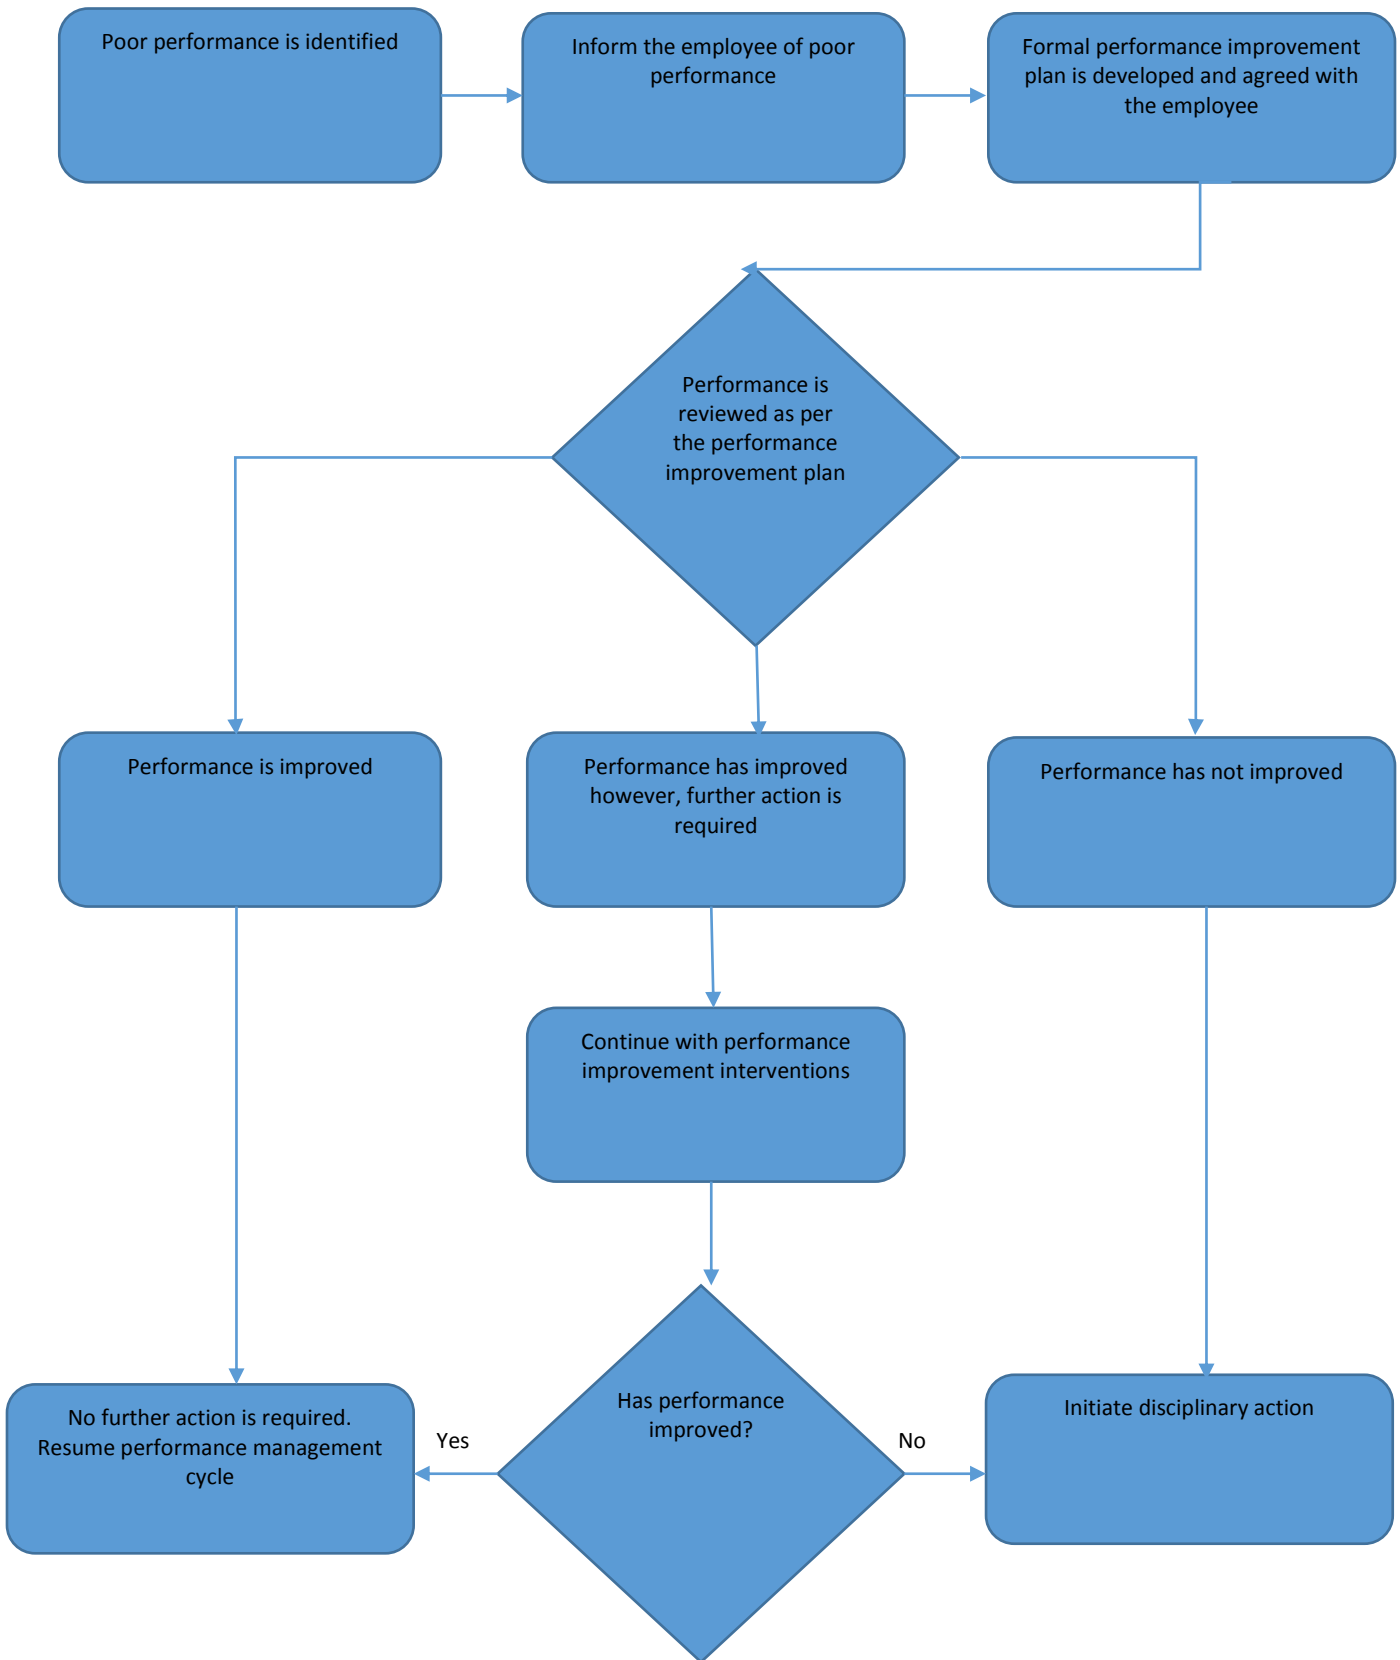 Poor performance is identified
Inform the employee of poor
performance
Formal performance improvement
plan is developed and agreed with
the employee
Performance is
reviewed as per
the performance
improvement plan
Performance is improved
Performance has improved
however, further action is
required
Performance has not improved
Continue with performance
improvement interventions
No further action is required.
Resume performance management
cycle
Yes
Has performance
improved?
No
Initiate disciplinary action